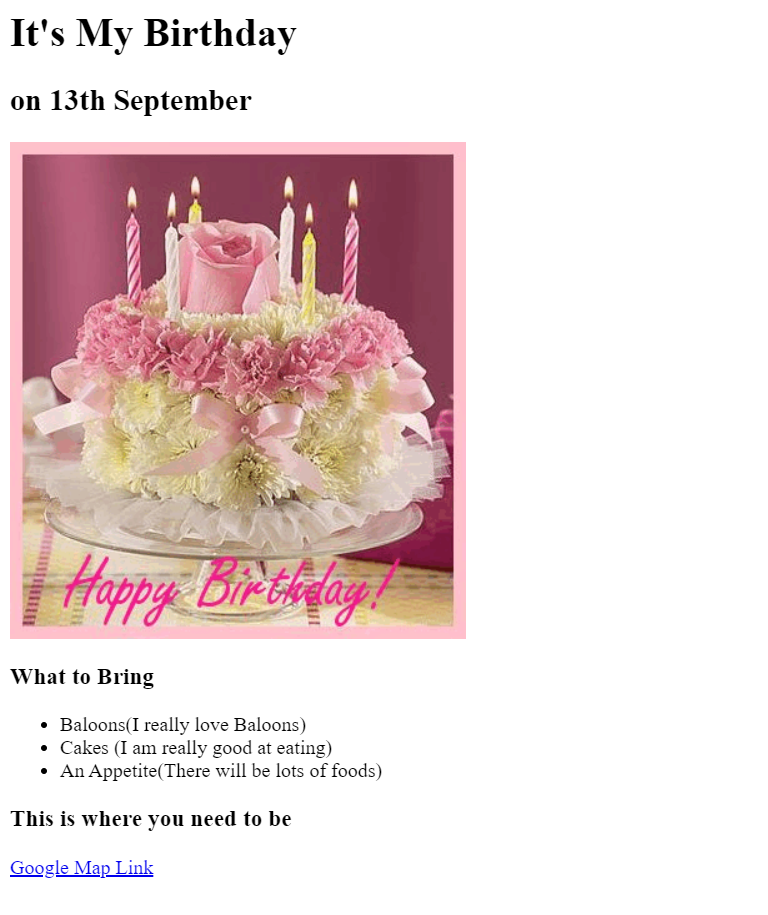 It's My Birthday
on 13th September
Happy Birthday!
What to Bring
Baloons(I really love Baloons)
Cakes (I am really good at eating)
An Appetite(There will be lots of foods)
This is where you need to be
Google Map Link